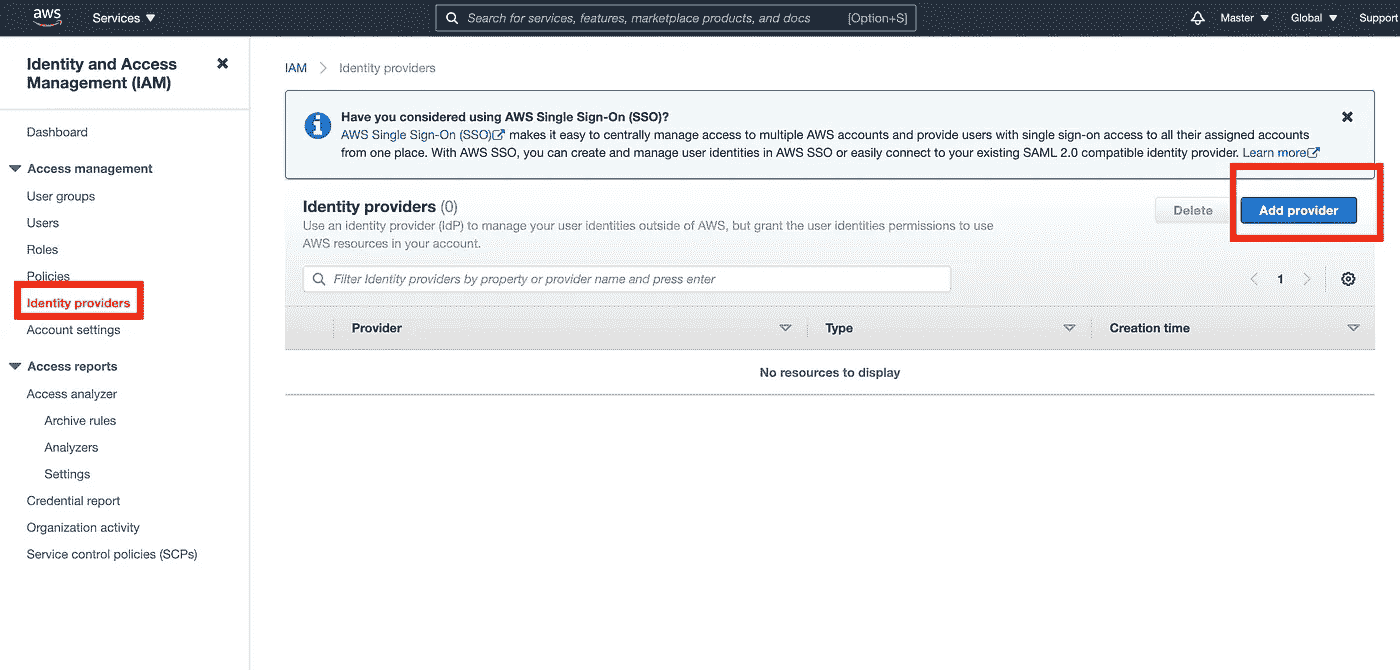 aws
Services
Search for services, features, marketplace products, and docs
[Option+S]
Master
Global
Support
Identity and Access
Management (IAM)
Dashboard
Access management
User groups
Users
Roles
Policies
Identity providers
Account settings
Access reports
Access analyzer
Archive rules
Analyzers
Settings
Credential report
Organization activity
Service control policies (SCPs)
IAM
Identity providers
Have you considered using AWS Single Sign-On (SSO)?
AWS Single Sign-On (SSO) makes it easy to centrally manage access to multiple AWS accounts and provide users with single sign-on access to all their assigned accounts
from one place. With AWS SSO, you can create and manage user identities in AWS SSO or easily connect to your existing SAML 2.0 compatible identity provider. Learn more
Identity providers (0)
Use an identity provider (IdP) to manage your user identities outside of AWS, but grant the user identities permissions to use
AWS resources in your account.
Delete
Add provider
Filter Identity providers by property or provider name and press enter
1
Provider
Type
Creation time
No resources to display